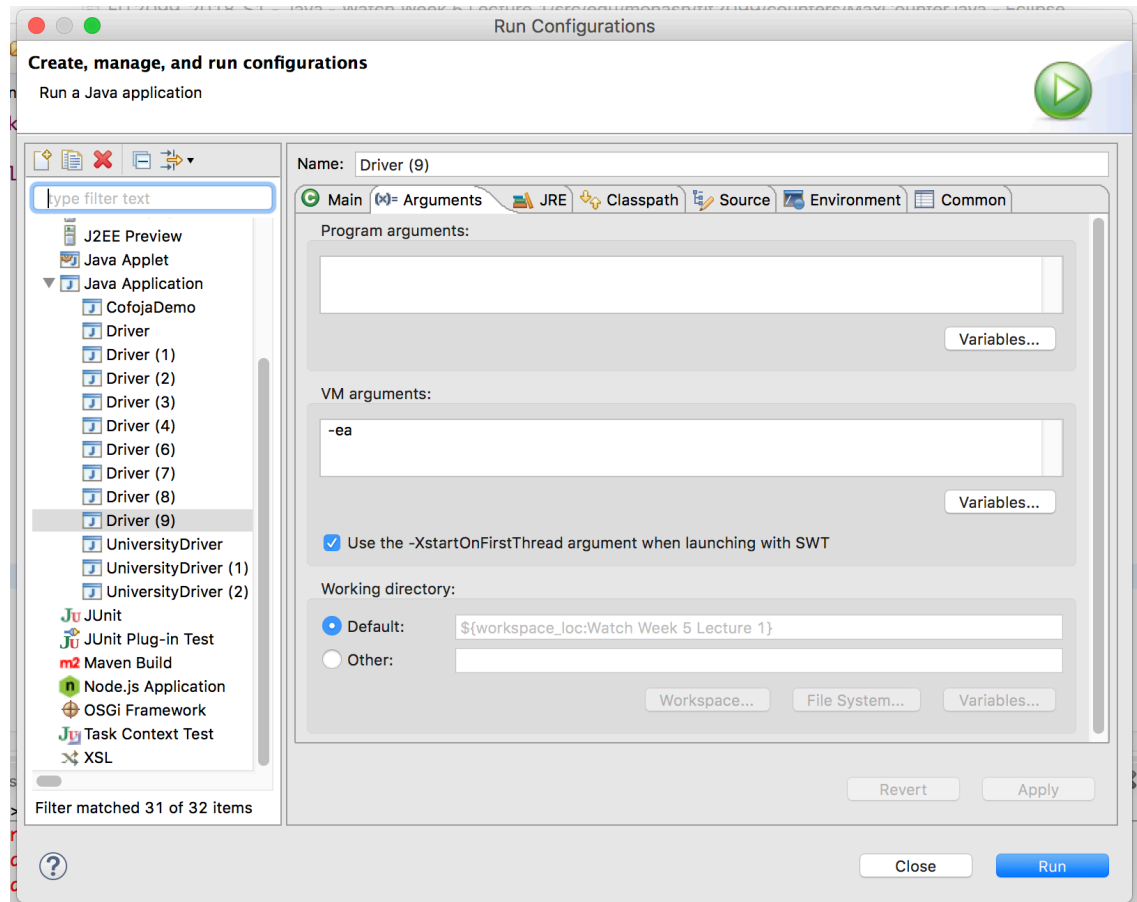 Run Configurations
Create, manage, and run configurations
Run a Java application
type filter text
J2EE Preview
Java Applet
Java Application
CofojaDemo
Driver
Driver (1)
Driver (2)
Driver (3)
Driver (4)
Driver (6)
Driver (7)
Driver (8)
Driver (9)
UniversityDriver
UniversityDriver (1)
UniversityDriver (2)
Ju JUnit
JUnit Plug-in Test
m2 Maven Build
Node.js Application
OSGi Framework
Task Context Test
XSL
Filter matched 31 of 32 items
Name: Driver (9)
Main (x)= Arguments JRE Classpath Source Environment Common
Program arguments:
Variables...
VM arguments:
-ea
Variables...
Use the -XstartOnFirstThread argument when launching with SWT
Working directory:
Default: ${workspace_loc:Watch Week 5 Lecture 1}
Other:
Workspace... File System... Variables...
Revert Apply
? Close Run